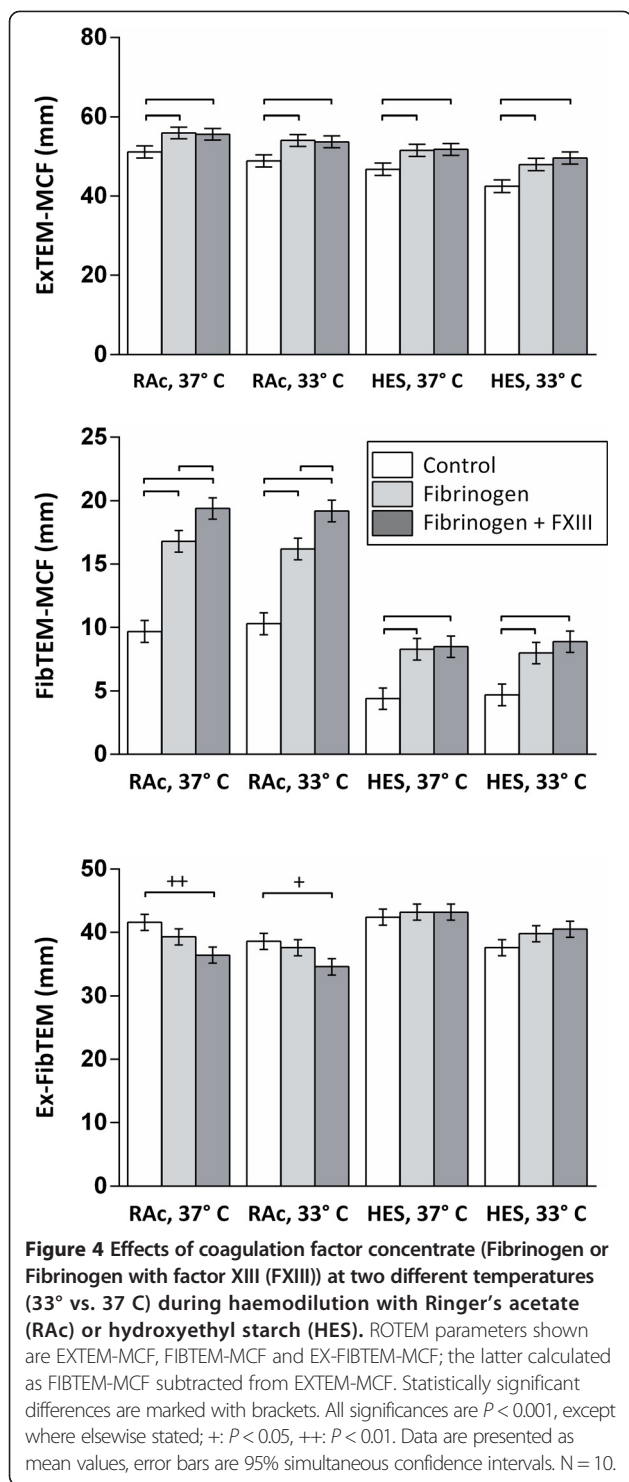 80
60
40
20
0
ExTEM-MCF (mm)
RAc, 37° C RAc, 33° C HES, 37° C HES, 33° C
25
20
15
10
5
0
FibTEM-MCF (mm)
Control
Fibrinogen
Fibrinogen + FXIII
RAc, 37° C RAc, 33° C HES, 37° C HES, 33° C
50
40
30
20
10
0
Ex-FibTEM (mm)
++ +
RAc, 37° C RAc, 33° C HES, 37° C HES, 33° C
Figure 4 Effects of coagulation factor concentrate (Fibrinogen or
Fibrinogen with factor XIII (FXIII)) at two different temperatures
(33° vs. 37 C) during haemodilution with Ringer's acetate
(RAc) or hydroxyethyl starch (HES). ROTEM parameters shown
are EXTEM-MCF, FIBTEM-MCF and EX-FIBTEM-MCF; the latter calculated
as FIBTEM-MCF subtracted from EXTEM-MCF. Statistically significant
differences are marked with brackets. All significances are P < 0.001, except
where elsewise stated; +: P < 0.05, ++: P < 0.01. Data are presented as
mean values, error bars are 95% simultaneous confidence intervals. N = 10.